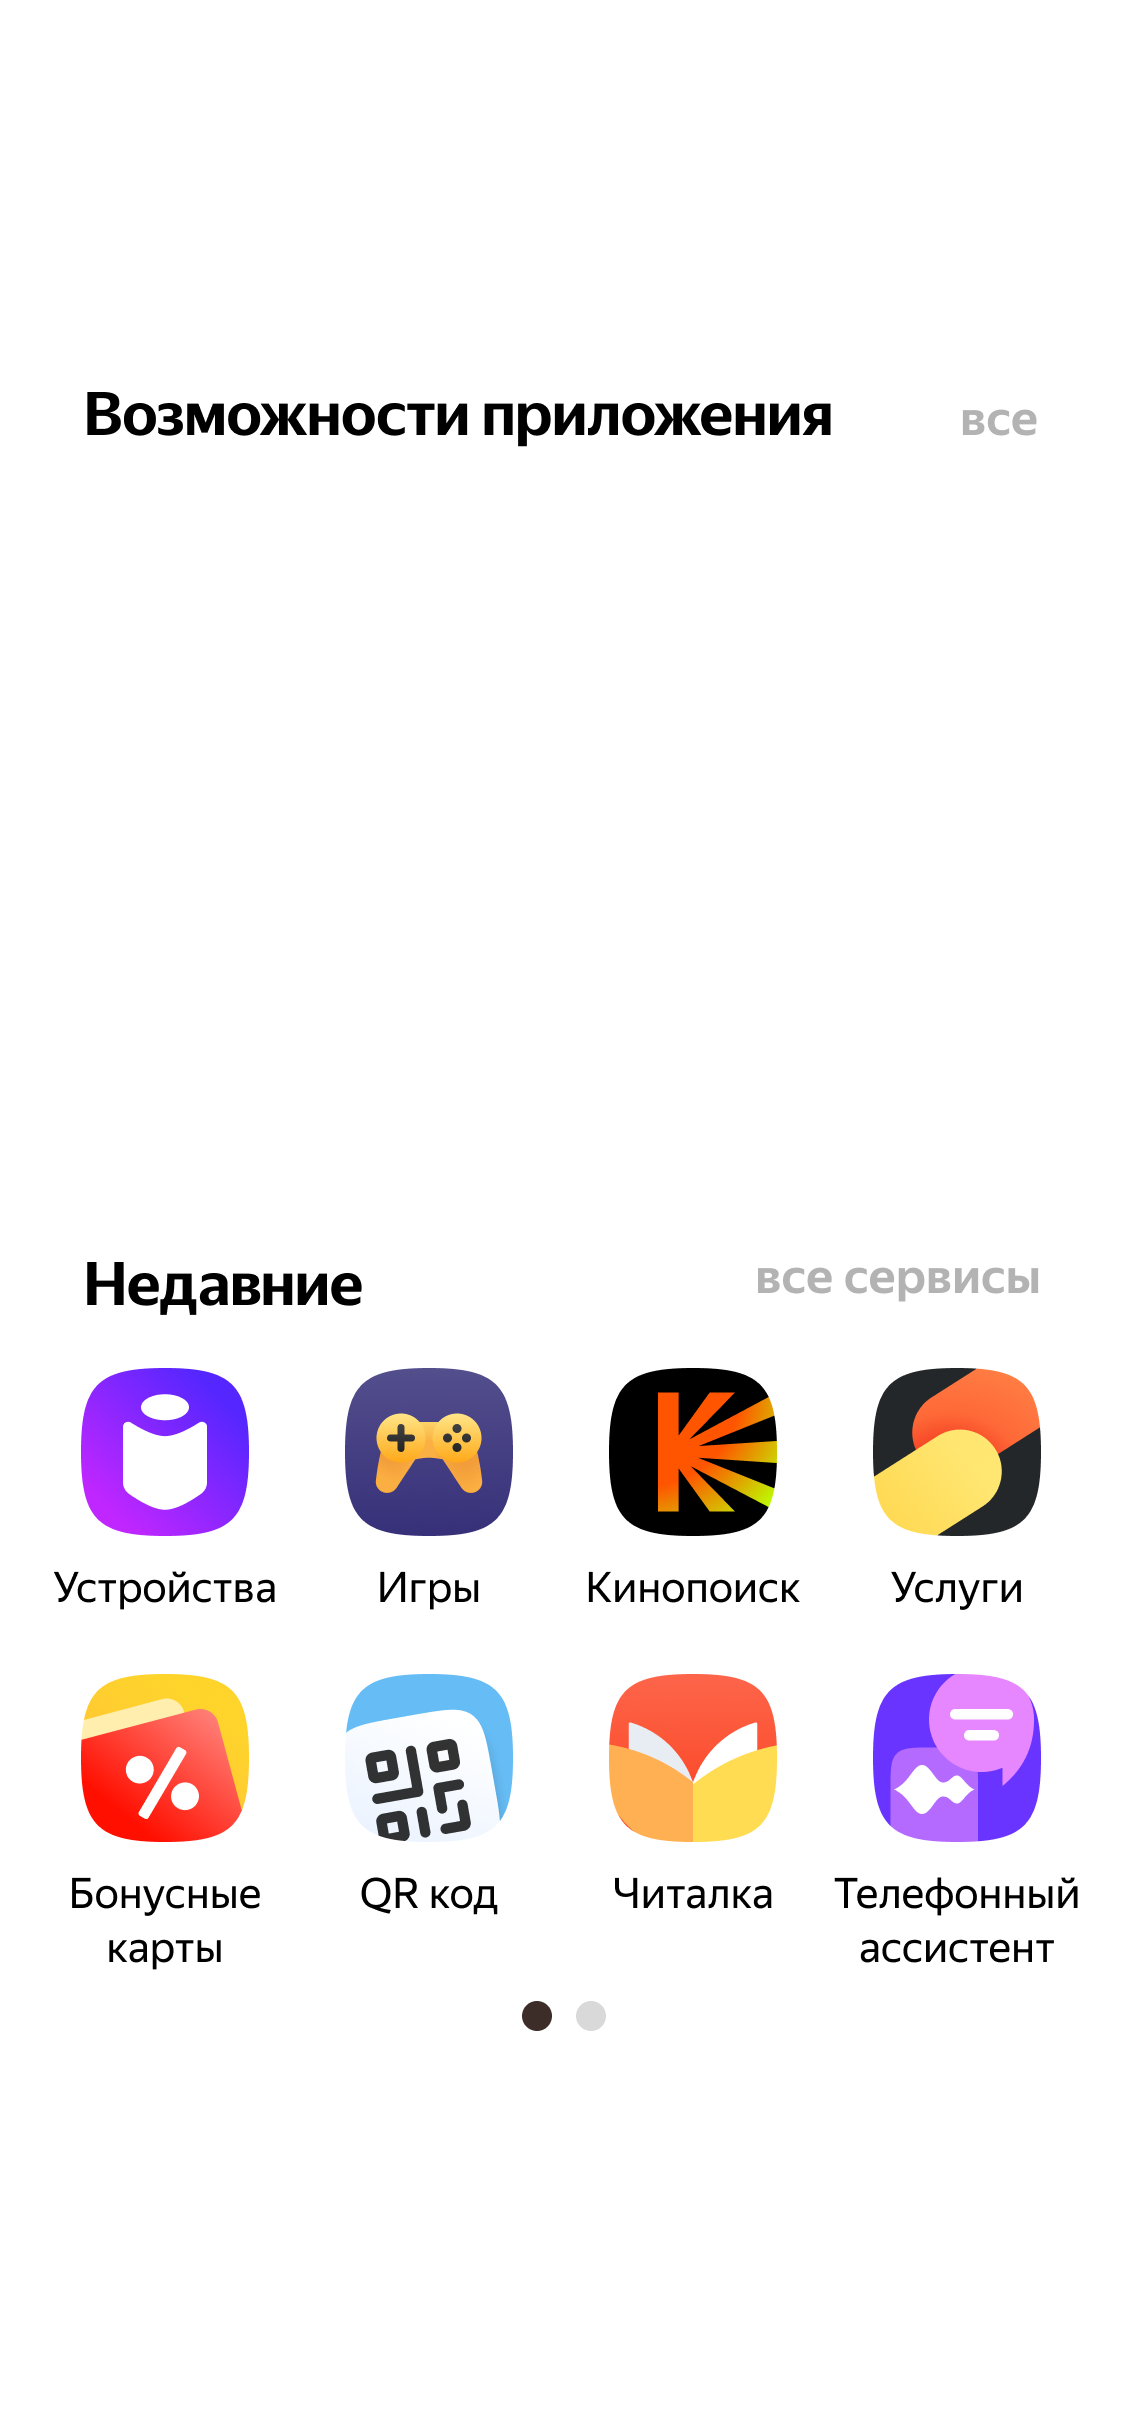 Возможности приложения все
Недавние все сервисы
Устройства Игры Кинопоиск Услуги
Бонусные карты QR код Читалка Телефонный ассистент